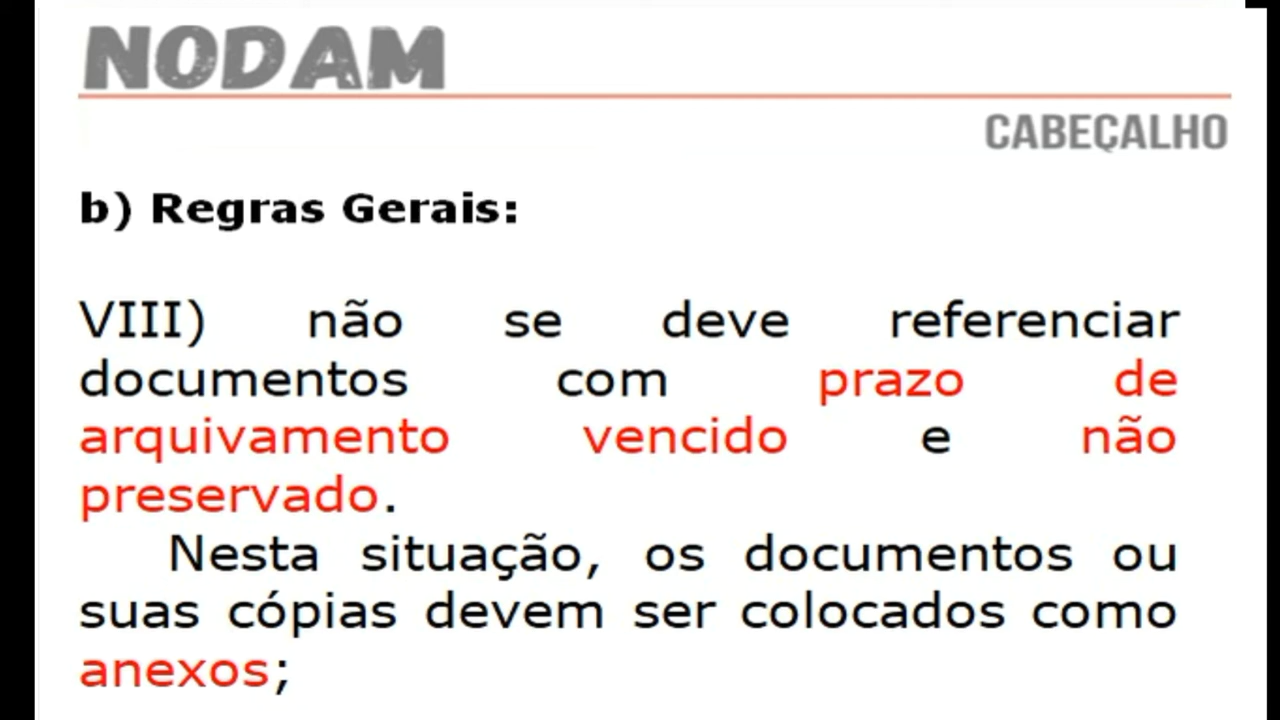 NODAM
CABEÇALHO
b) Regras Gerais:
VIII) não se deve referenciar
documentos com prazo de
arquivamento vencido e não
preservado.
Nesta situação, os documentos ou
suas cópias devem ser colocados como
anexos;